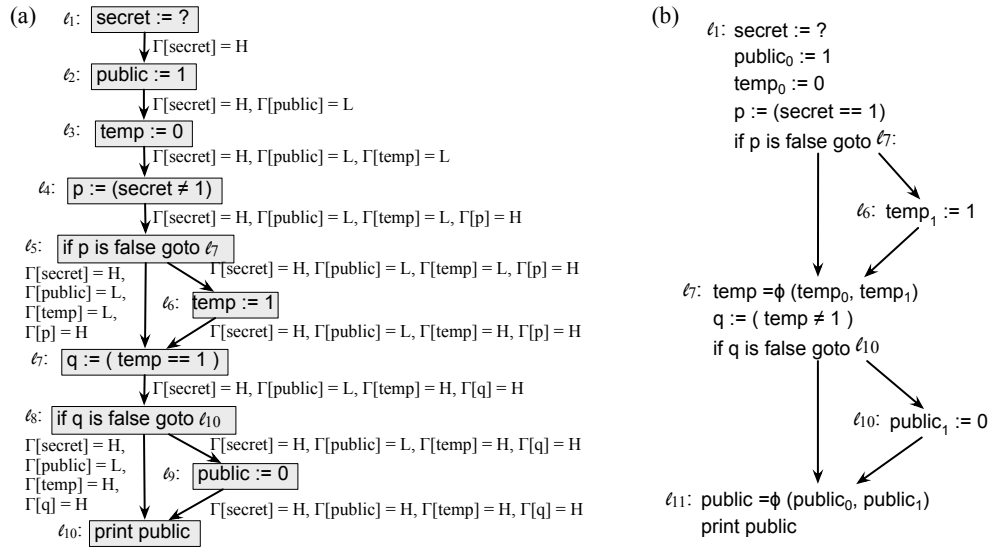 (a)
ℓ1: secret := ?
Γ[secret] = H
ℓ2: public := 1
Γ[secret] = H, Γ[public] = L
ℓ3: temp := 0
Γ[secret] = H, Γ[public] = L, Γ[temp] = L
ℓ4: p := (secret ≠ 1)
Γ[secret] = H, Γ[public] = L, Γ[temp] = L, Γ[p] = H
ℓ5: if p is false goto ℓ7
Γ[secret] = H,
Γ[public] = L,
Γ[temp] = L,
Γ[p] = H
Γ[secret] = H, Γ[public] = L, Γ[temp] = L, Γ[p] = H
ℓ6: temp := 1
Γ[secret] = H, Γ[public] = L, Γ[temp] = H, Γ[p] = H
ℓ7: q := ( temp == 1 )
Γ[secret] = H, Γ[public] = L, Γ[temp] = H, Γ[q] = H
ℓ8: if q is false goto ℓ10
Γ[secret] = H,
Γ[public] = L,
Γ[temp] = H,
Γ[q] = H
Γ[secret] = H, Γ[public] = L, Γ[temp] = H, Γ[q] = H
ℓ9: public := 0
Γ[secret] = H, Γ[public] = H, Γ[temp] = H, Γ[q] = H
ℓ10: print public
(b)
ℓ1: secret := ?
public0 := 1
temp0 := 0
p := (secret == 1)
if p is false goto ℓ7:
ℓ6: temp1 := 1
ℓ7: temp =ϕ (temp0, temp1)
q := ( temp ≠ 1 )
if q is false goto ℓ10
ℓ10: public1 := 0
ℓ11: public =ϕ (public0, public1)
print public